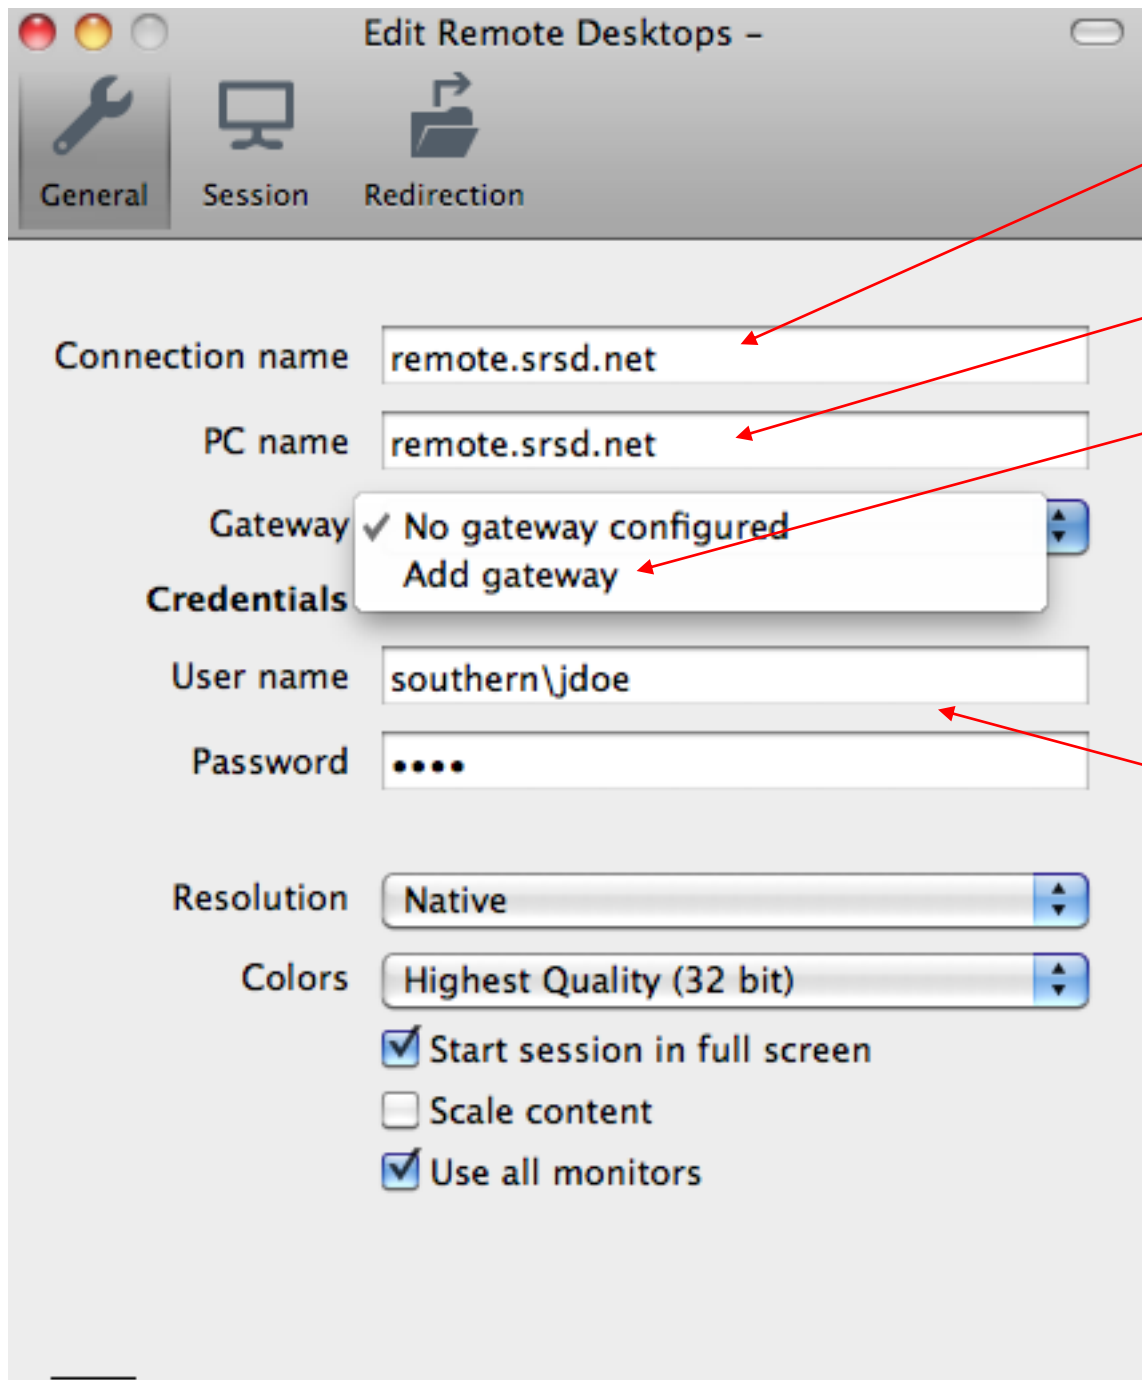 Edit Remote Desktops –
General Session Redirection
Connection name remote.srsd.net
PC name remote.srsd.net
Gateway ✓ No gateway configured
Add gateway
Credentials
User name southern\jdoe
Password ••••
Resolution Native
Colors Highest Quality (32 bit)
Start session in full screen
Scale content
Use all monitors